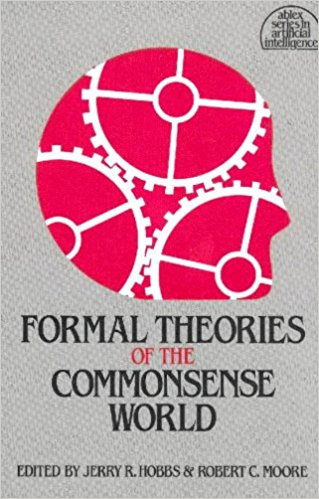 ablex
series in
artificial
intelligence
FORMAL THEORIES
OF THE
COMMONSENSE
WORLD
EDITED BY JERRY R. HOBBS & ROBERT C. MOORE